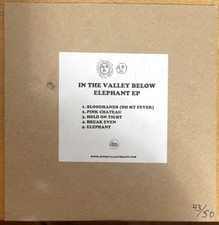 IN THE VALLEY BELOW
ELEPHANT EP
1. BLOODHANDS (OH MY FEVER)
2. PINK CHATEAU
3. HOLD ON TIGHT
4. BREAK EVEN
5. ELEPHANT
43/50